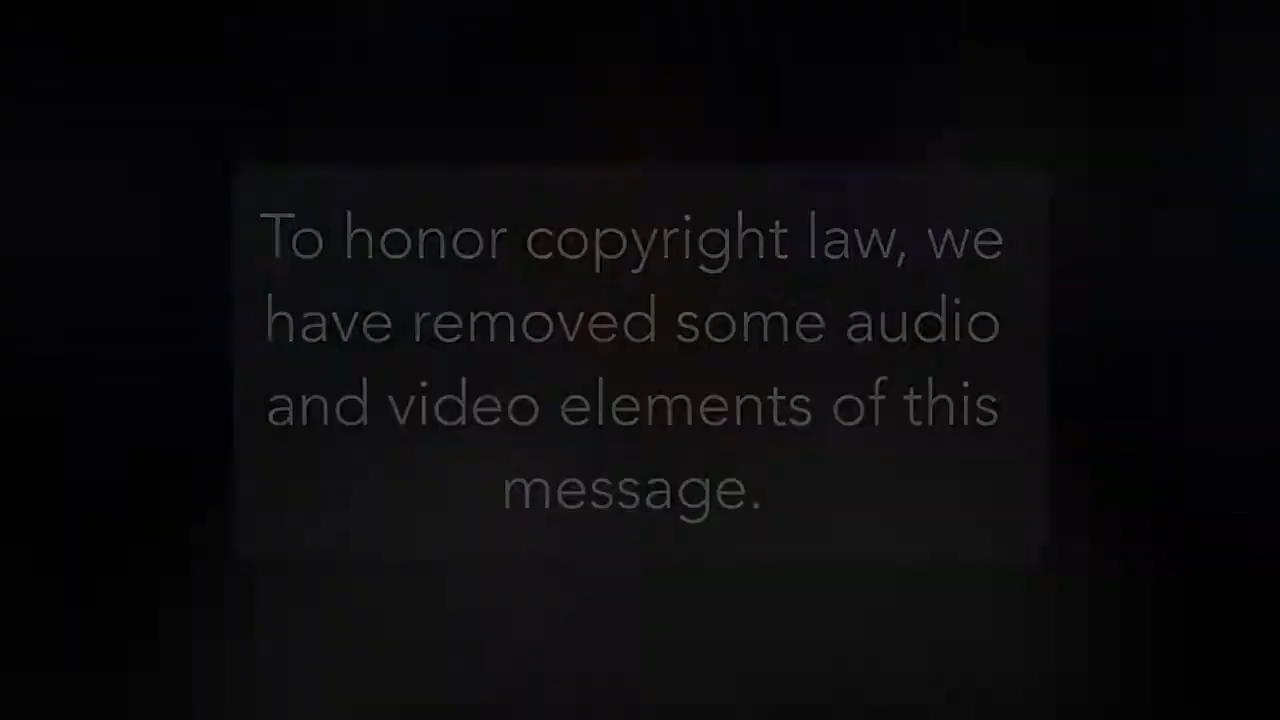 To honor copyright law, we
have removed some audio
and video elements of this
message.